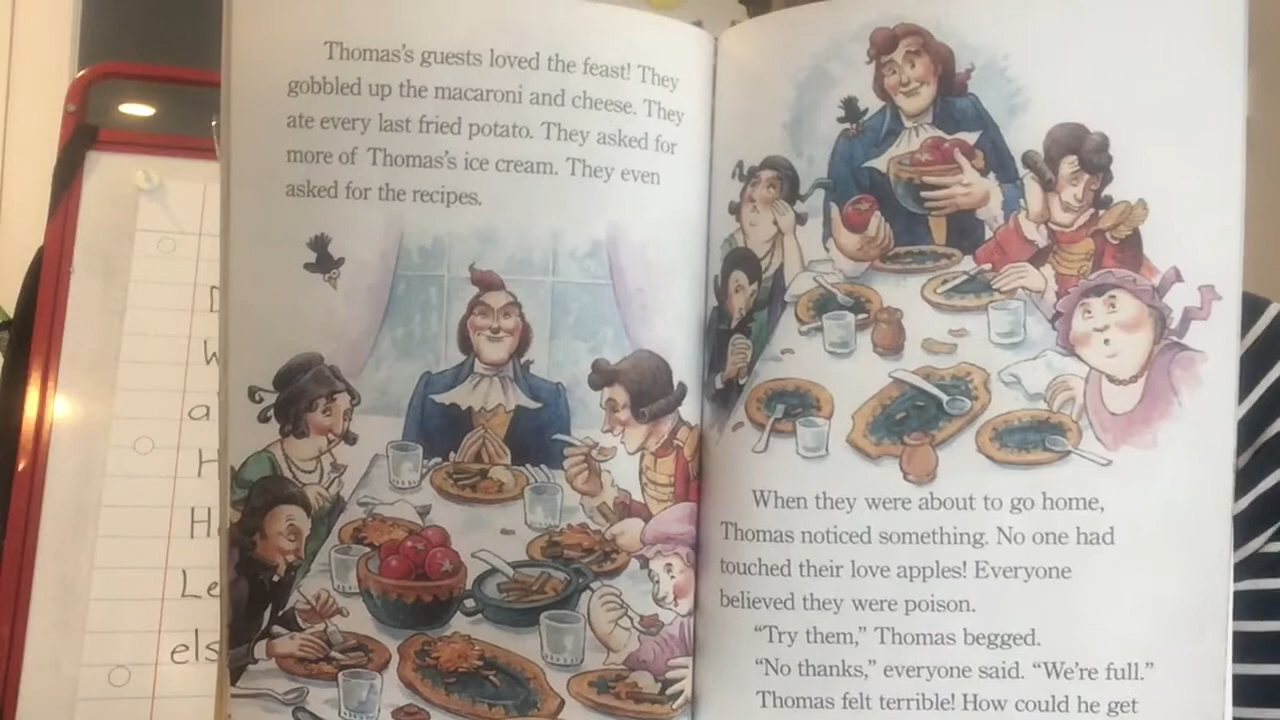 Thomas's guests loved the feast! They
gobbled up the macaroni and cheese. They
ate every last fried potato. They asked for
more of Thomas's ice cream. They even
asked for the recipes.
When they were about to go home,
Thomas noticed something. No one had
touched their love apples! Everyone
believed they were poison.
“Try them,” Thomas begged.
“No thanks,” everyone said. “We're full.”
Thomas felt terrible! How could he get